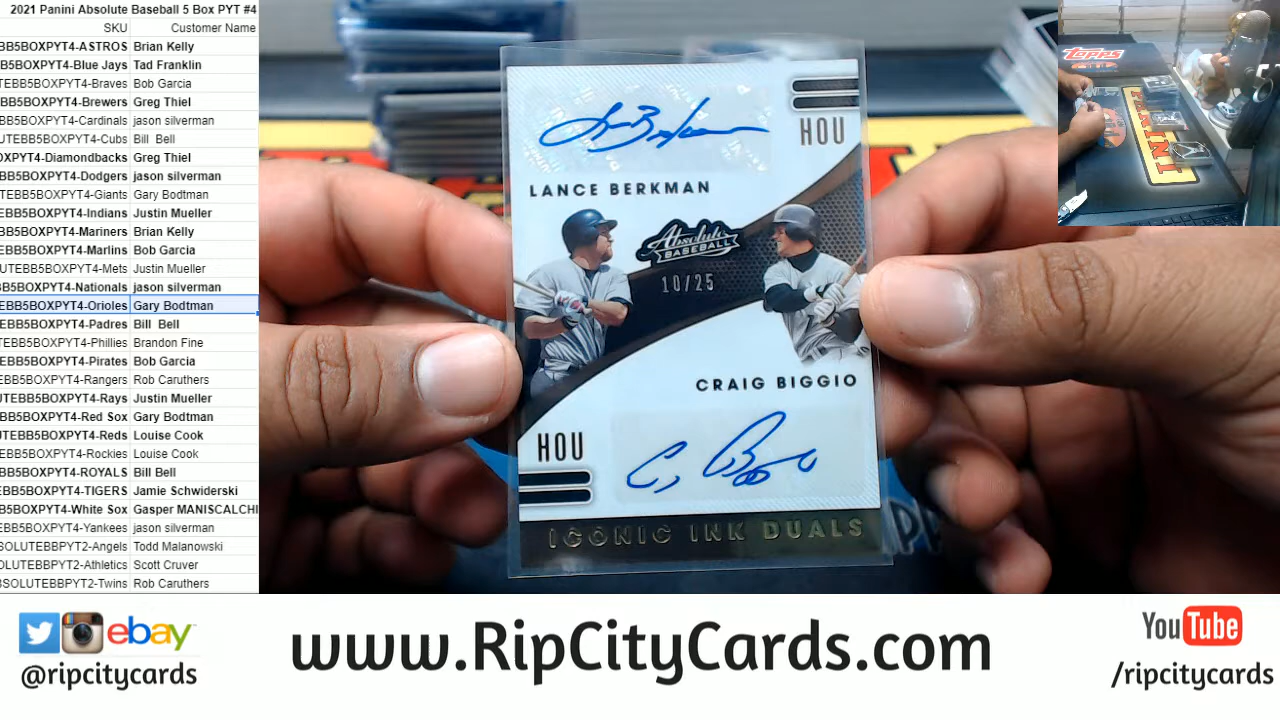 2021 Panini Absolute Baseball 5 Box PYT #4
SKU Customer Name
BB5BOXPYT4-ASTROS Brian Kelly
B5BOXPYT4-Blue Jays Tad Franklin
TEBB5BOXPYT4-Braves Bob Garcia
BB5BOXPYT4-Brewers Greg Thiel
B5BOXPYT4-Cardinals jason silverman
UTEBB5BOXPYT4-Cubs Bill Bell
OXPYT4-Diamondbacks Greg Thiel
BB5BOXPYT4-Dodgers jason silverman
TEBB5BOXPYT4-Giants Gary Bodtman
EBB5BOXPYT4-Indians Justin Mueller
BB5BOXPYT4-Mariners Brian Kelly
EBB5BOXPYT4-Marlins Bob Garcia
UTEBB5BOXPYT4-Mets Justin Mueller
B5BOXPYT4-Nationals jason silverman
EBB5BOXPYT4-Orioles Gary Bodtman
EBB5BOXPYT4-Padres Bill Bell
EBB5BOXPYT4-Phillies Brandon Fine
EBB5BOXPYT4-Pirates Bob Garcia
EBB5BOXPYT4-Rangers Rob Caruthers
UTEBB5BOXPYT4-Rays Justin Mueller
BB5BOXPYT4-Red Sox Gary Bodtman
UTEBB5BOXPYT4-Reds Louise Cook
EBB5BOXPYT4-Rockies Louise Cook
BB5BOXPYT4-ROYALS Bill Bell
EBB5BOXPYT4-TIGERS Jamie Schwiderski
BB5BOXPYT4-White Sox Gasper MANISCALCHI
EBB5BOXPYT4-Yankees jason silverman
SOLUTEBBPYT2-Angels Todd Malanowski
OLUTEBBPYT2-Athletics Scott Cruver
BSOLUTEBBPYT2-Twins Rob Caruthers
HOU
LANCE BERKMAN
Absolute
BASEBALL
10/25
CRAIG BIGGIO
HOU
ICONIC INK DUALS
Topps
PANINI
ebay
@ripcitycards
www.RipCityCards.com
YouTube
/ripcitycards